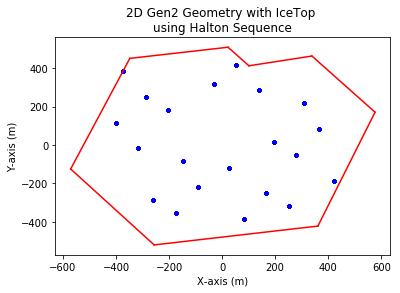 2D Gen2 Geometry with IceTop
using Halton Sequence
400
200
0
−200
−400
Y-axis (m)
−600 −400 −200 0 200 400 600
X-axis (m)